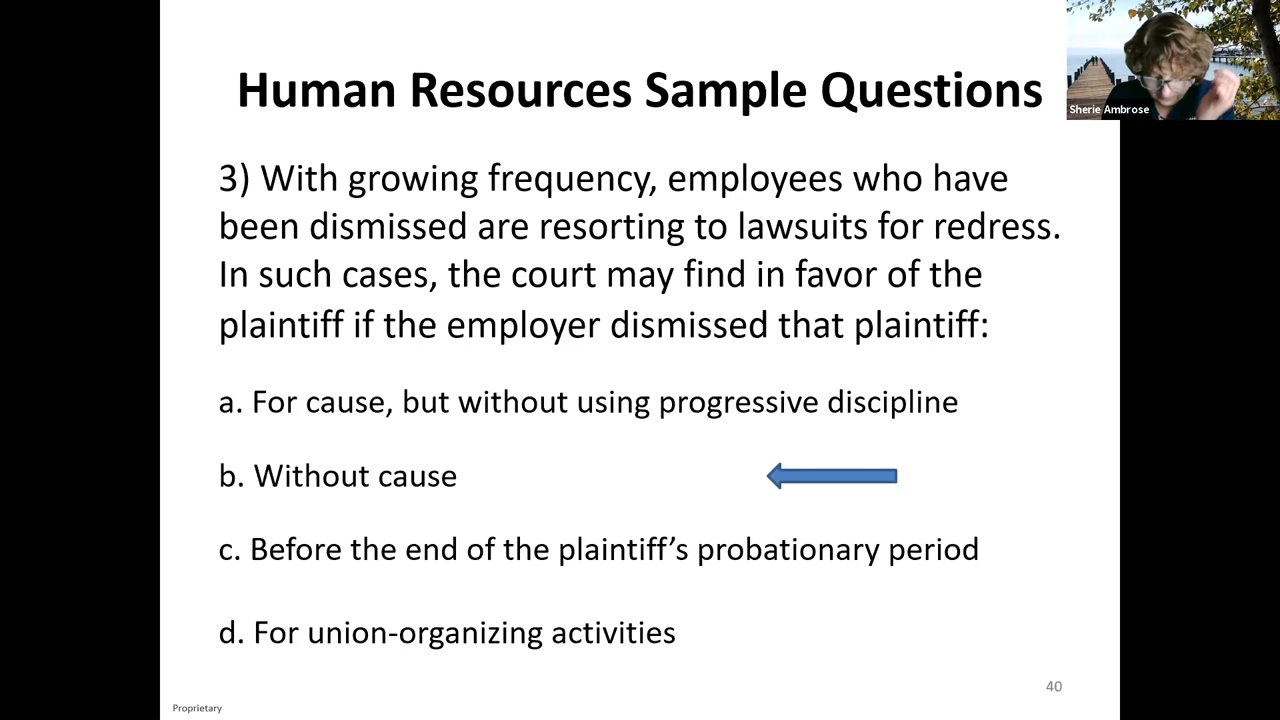 Human Resources Sample Questions
Sherie Ambrose
3) With growing frequency, employees who have
been dismissed are resorting to lawsuits for redress.
In such cases, the court may find in favor of the
plaintiff if the employer dismissed that plaintiff:
a. For cause, but without using progressive discipline
b. Without cause
c. Before the end of the plaintiff’s probationary period
d. For union-organizing activities
40
Proprietary